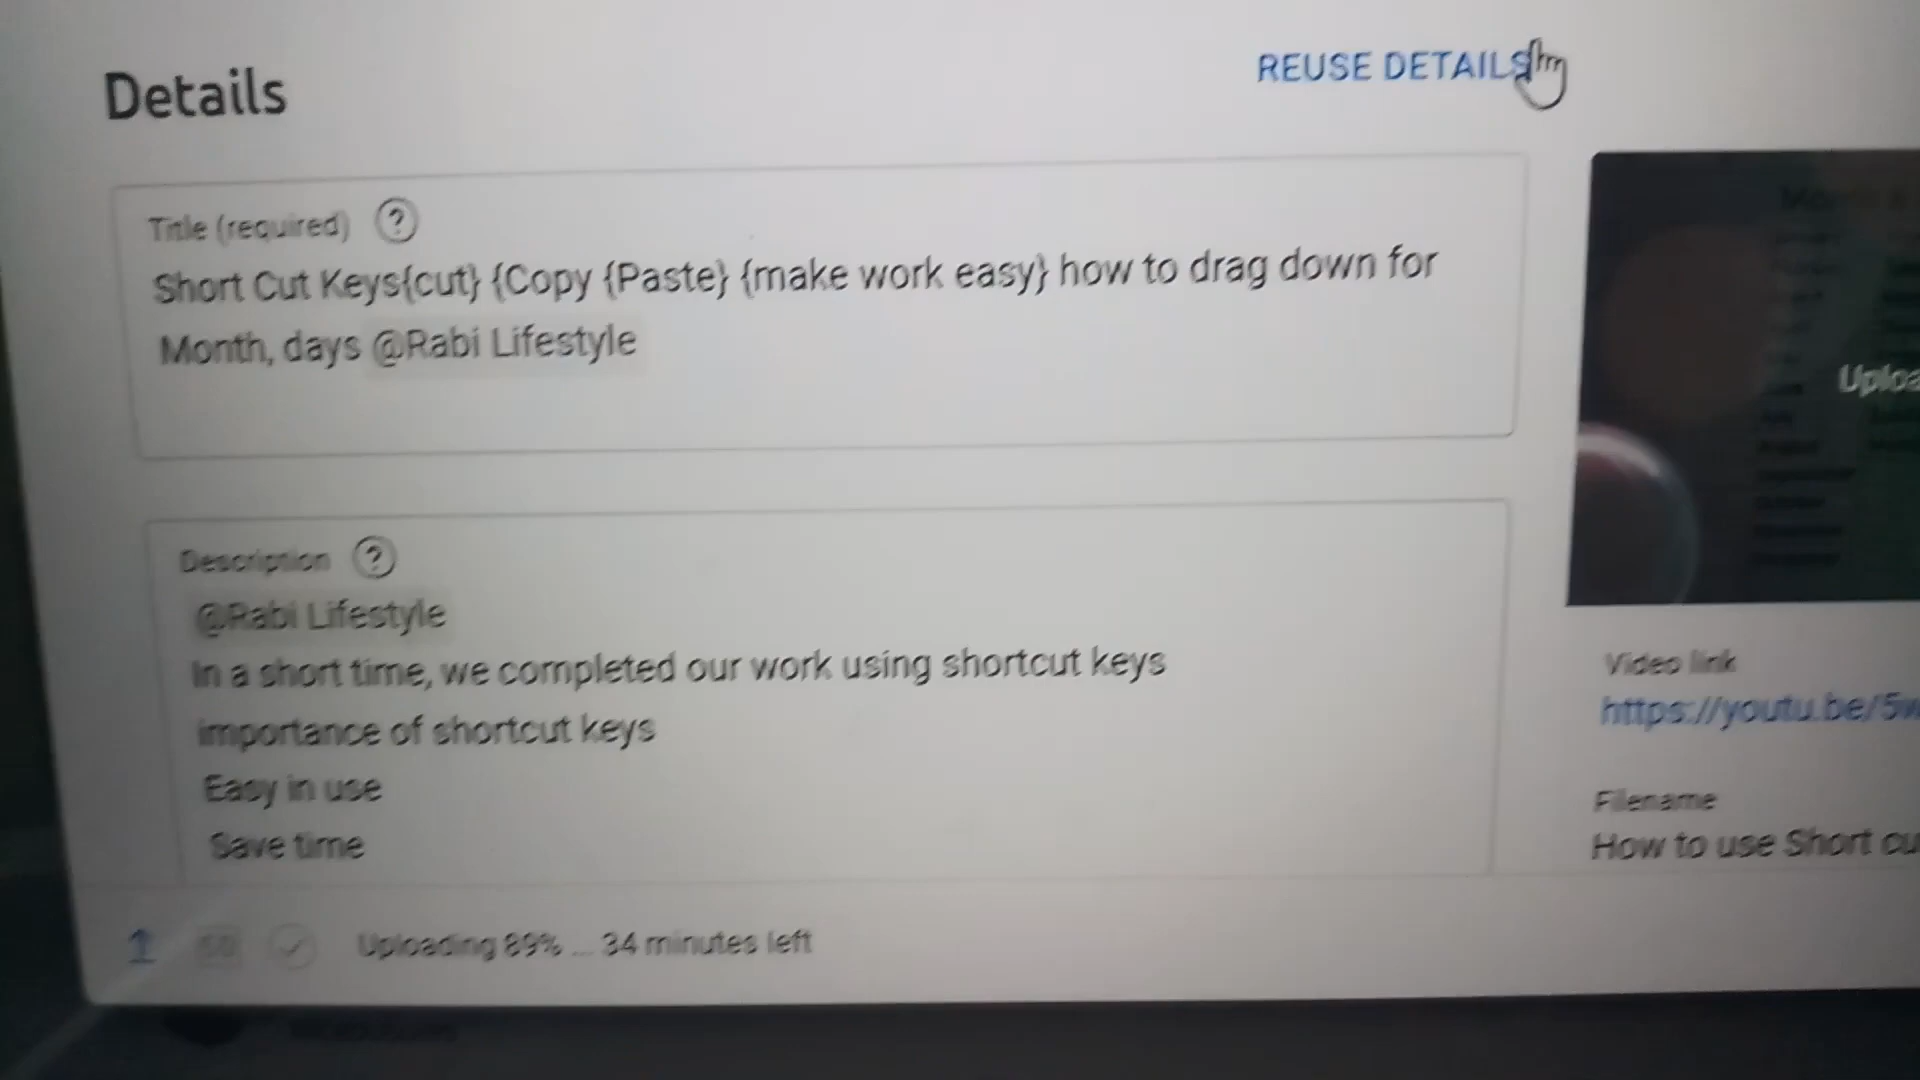 Details
REUSE DETAILS
Title (required)
Short Cut Keys{cut} {Copy {Paste} {make work easy} how to drag down for
Month, days @Rabi Lifestyle
Description
@Rabi Lifestyle
In a short time, we completed our work using shortcut keys
importance of shortcut keys
Easy in use
Save time
Uploa
Video link
https://youtu.be/5w
Filename
How to use Short cu
Uploading 89% ... 34 minutes left